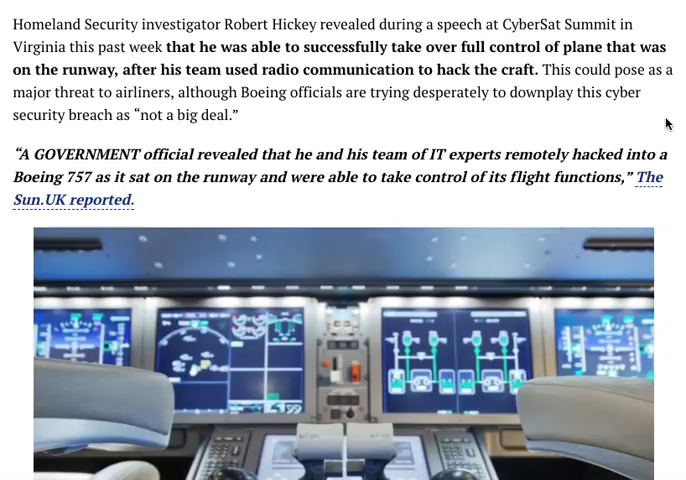 Homeland Security investigator Robert Hickey revealed during a speech at CyberSat Summit in
Virginia this past week that he was able to successfully take over full control of plane that was
on the runway, after his team used radio communication to hack the craft. This could pose as a
major threat to airliners, although Boeing officials are trying desperately to downplay this cyber
security breach as “not a big deal.”
“A GOVERNMENT official revealed that he and his team of IT experts remotely hacked into a
Boeing 757 as it sat on the runway and were able to take control of its flight functions,” The
Sun.UK reported.